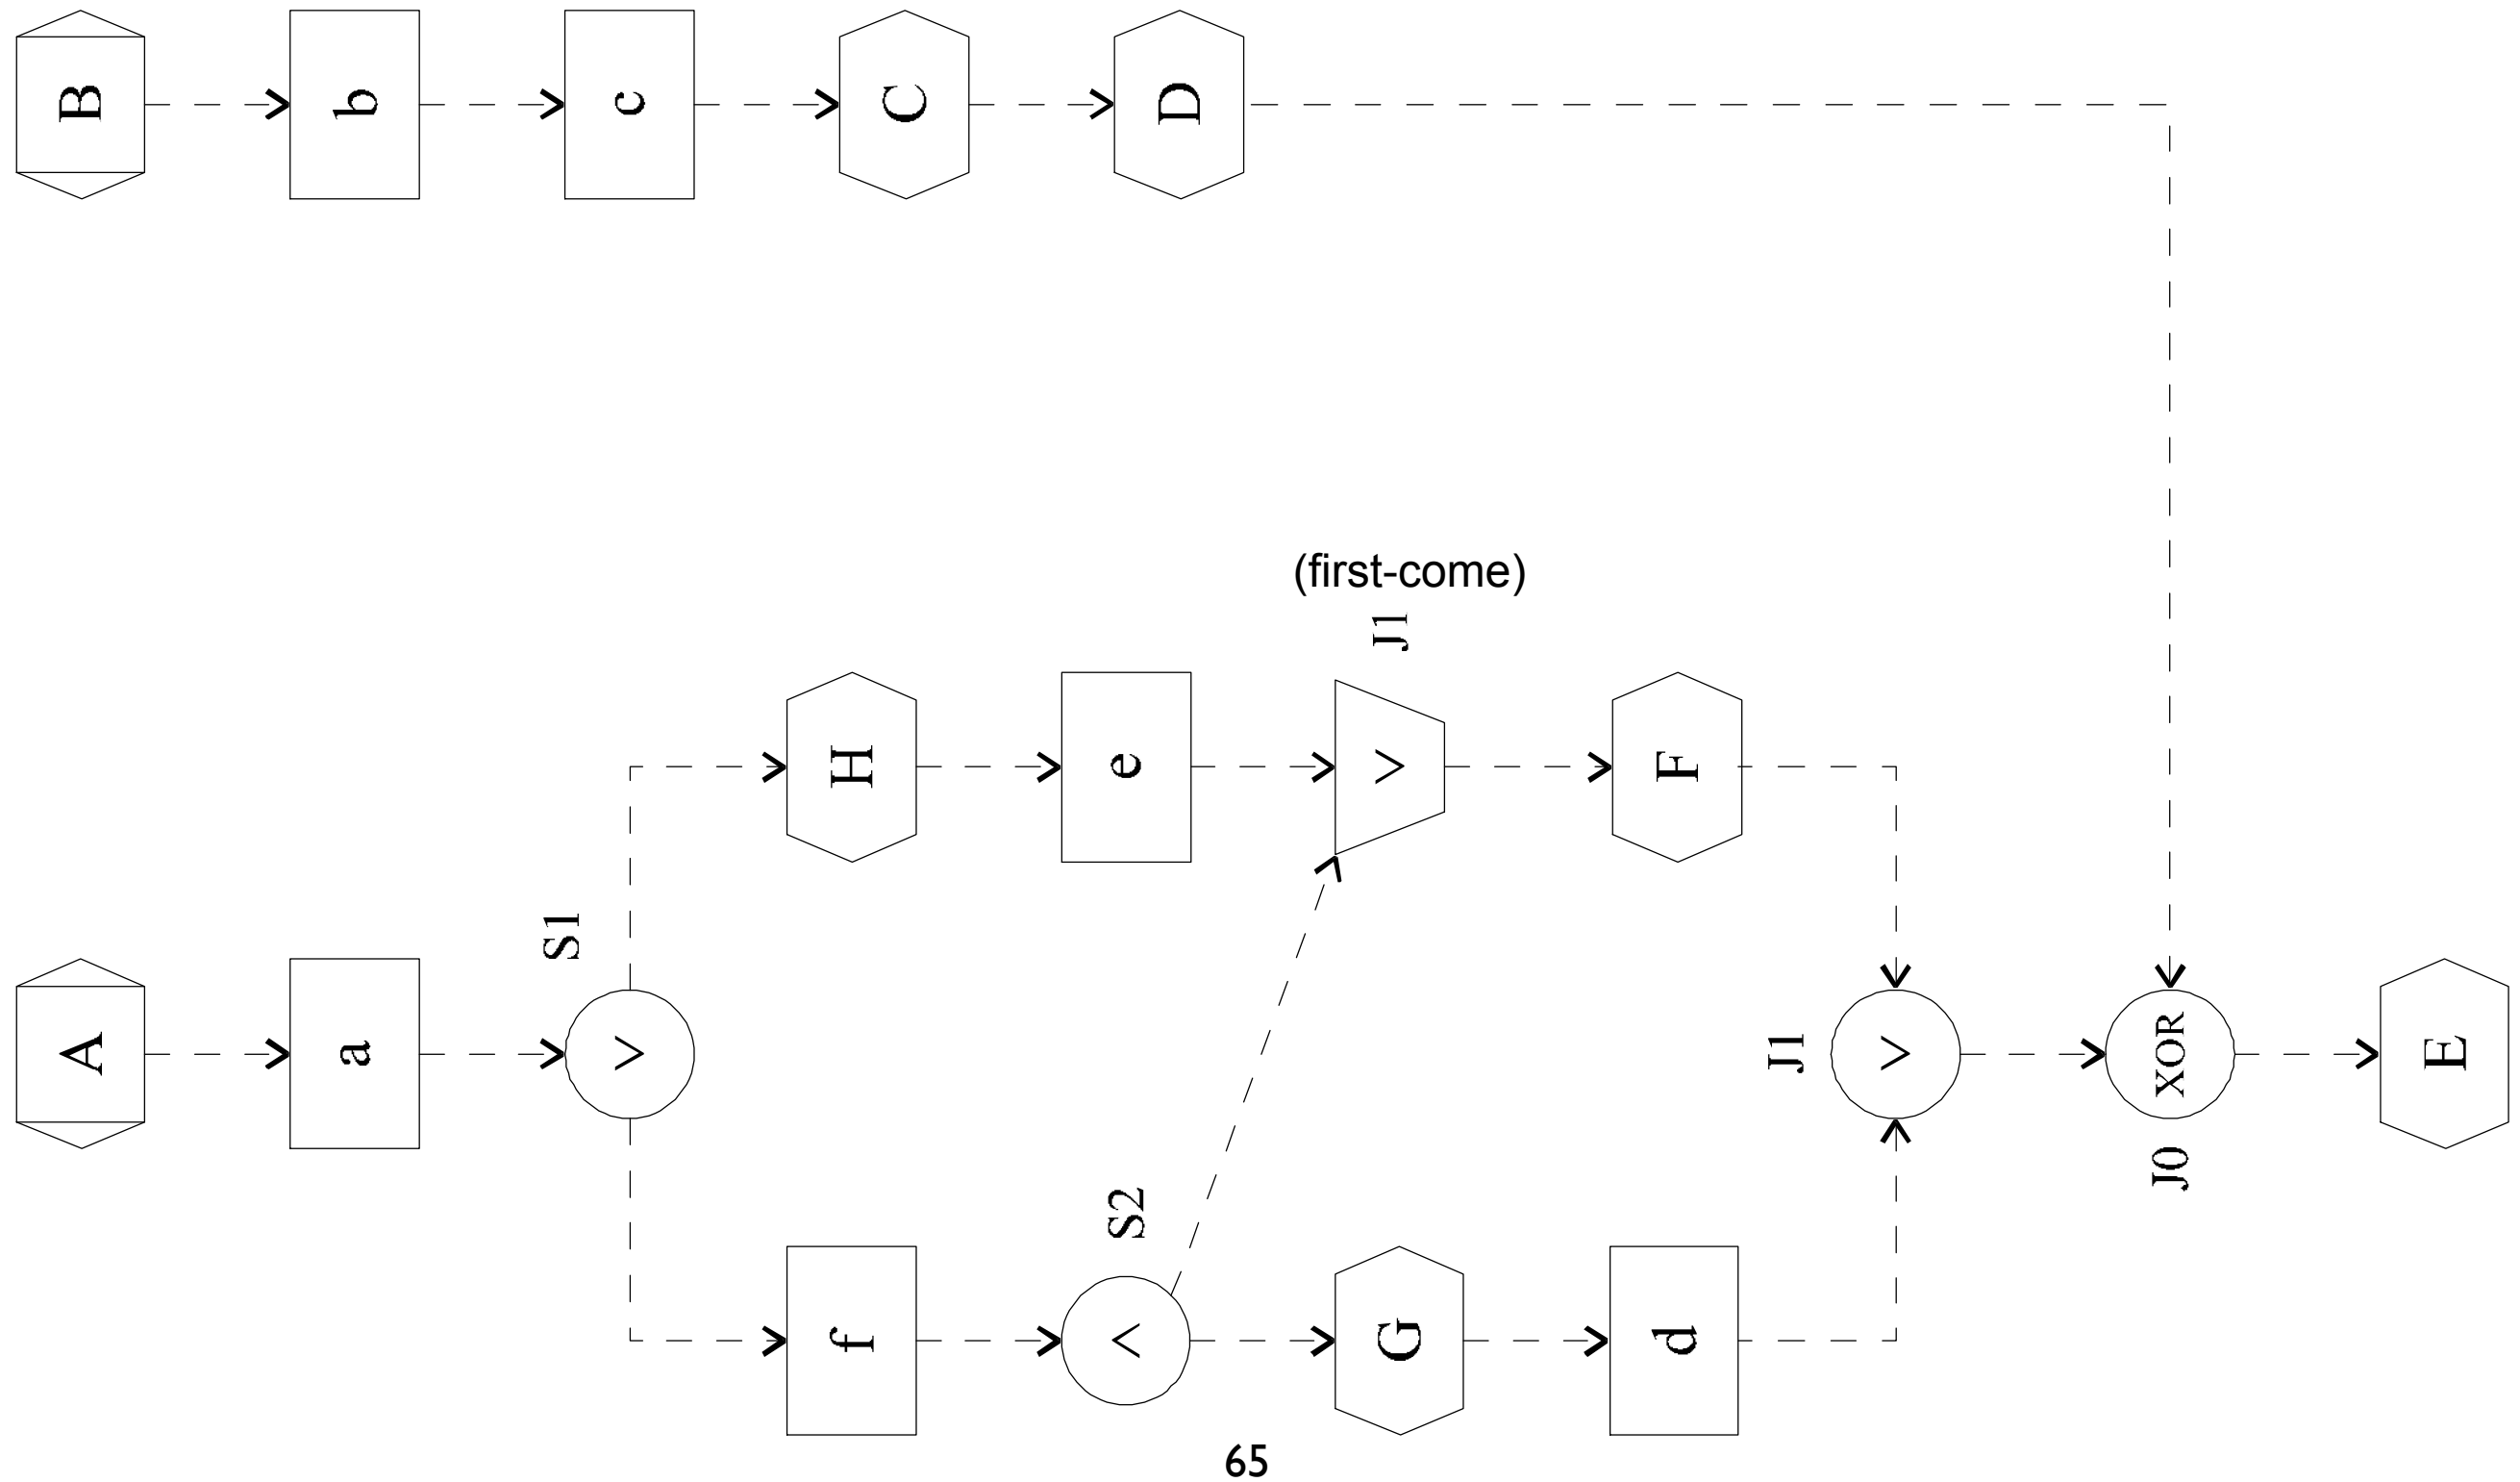 B
b
c
C
D
(first-come)
J1
H
e
∨
F
S1
A
a
∨
J1
∨
XOR
E
J0
S2
f
∧
G
d
65